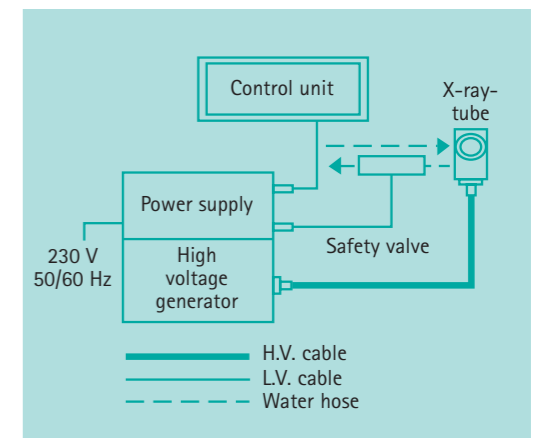 Control unit
X-ray-
tube
Power supply
Safety valve
230 V
50/60 Hz
High
voltage
generator
H.V. cable
L.V. cable
Water hose